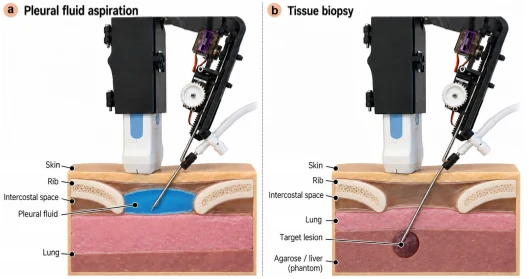 a Pleural fluid aspiration
Skin
Rib
Intercostal space
Pleural fluid
Lung
b Tissue biopsy
Skin
Rib
Intercostal space
Lung
Target lesion
Agarose / liver
(phantom)